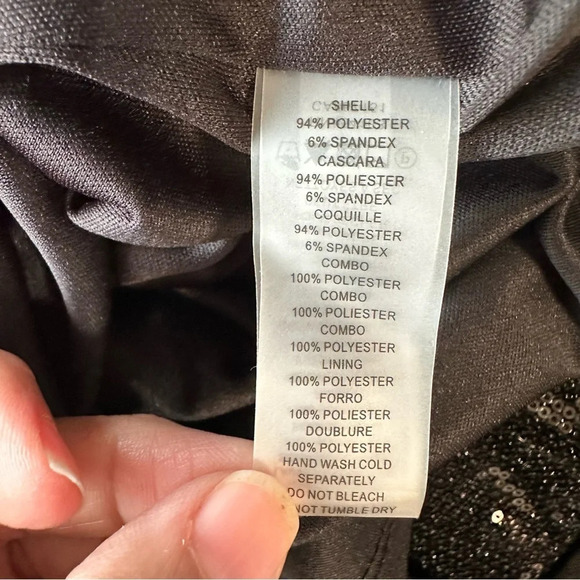 SHELL
94% POLYESTER
6% SPANDEX
CASCARA
94% POLIESTER
6% SPANDEX
COQUILLE
94% POLYESTER
6% SPANDEX
COMBO
100% POLYESTER
COMBO
100% POLIESTER
COMBO
100% POLYESTER
LINING
100% POLYESTER
FORRO
100% POLIESTER
DOUBLURE
100% POLYESTER
HAND WASH COLD
SEPARATELY
DO NOT BLEACH
NOT TUMBLE DRY